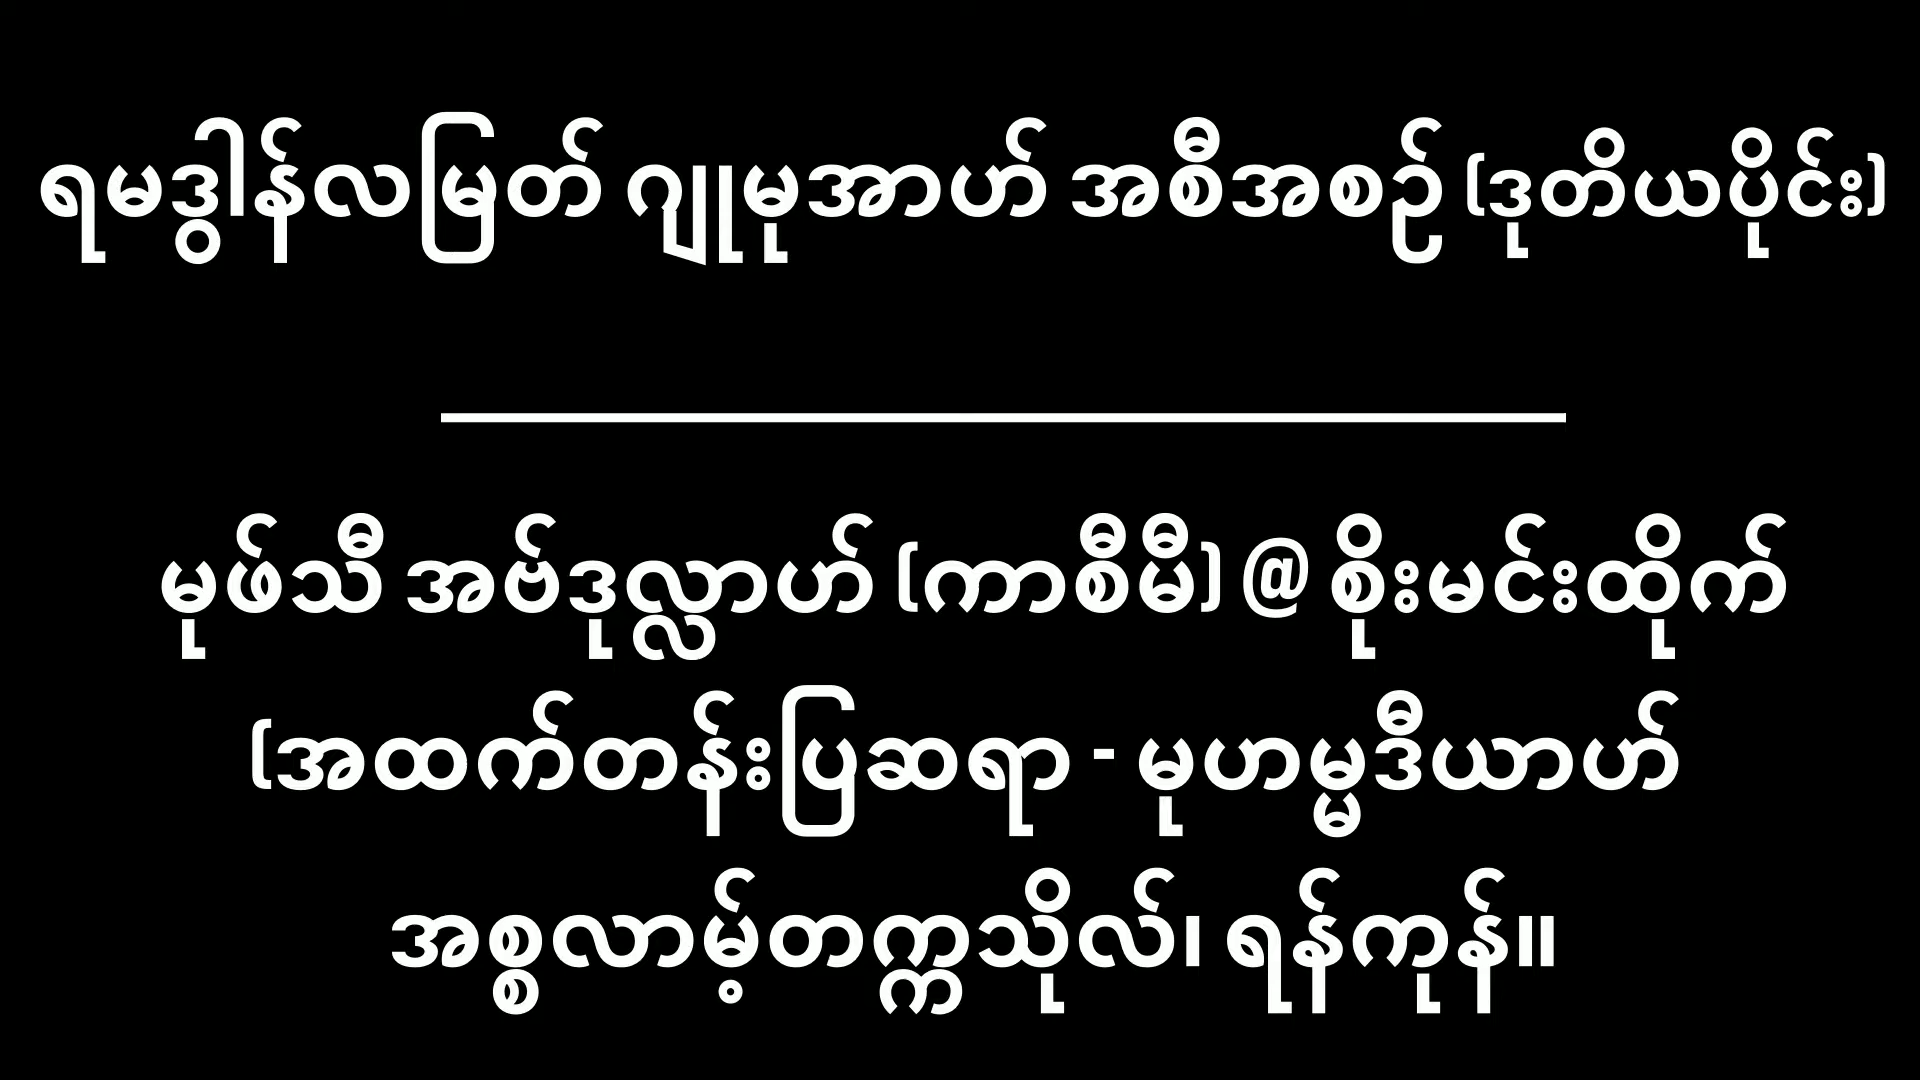 ရမဒွါန်လမြတ် ဂျုမုအာဟ် အစီအစဉ် (ဒုတိယပိုင်း)
မုဖ်သီ အဗ်ဒုလ္လာဟ် (ကာစီမီ) @ စိုးမင်းထိုက်
(အထက်တန်းပြဆရာ - မုဟမ္မဒီယာဟ်
အစ္စလာမ့်တက္ကသိုလ်၊ ရန်ကုန်။